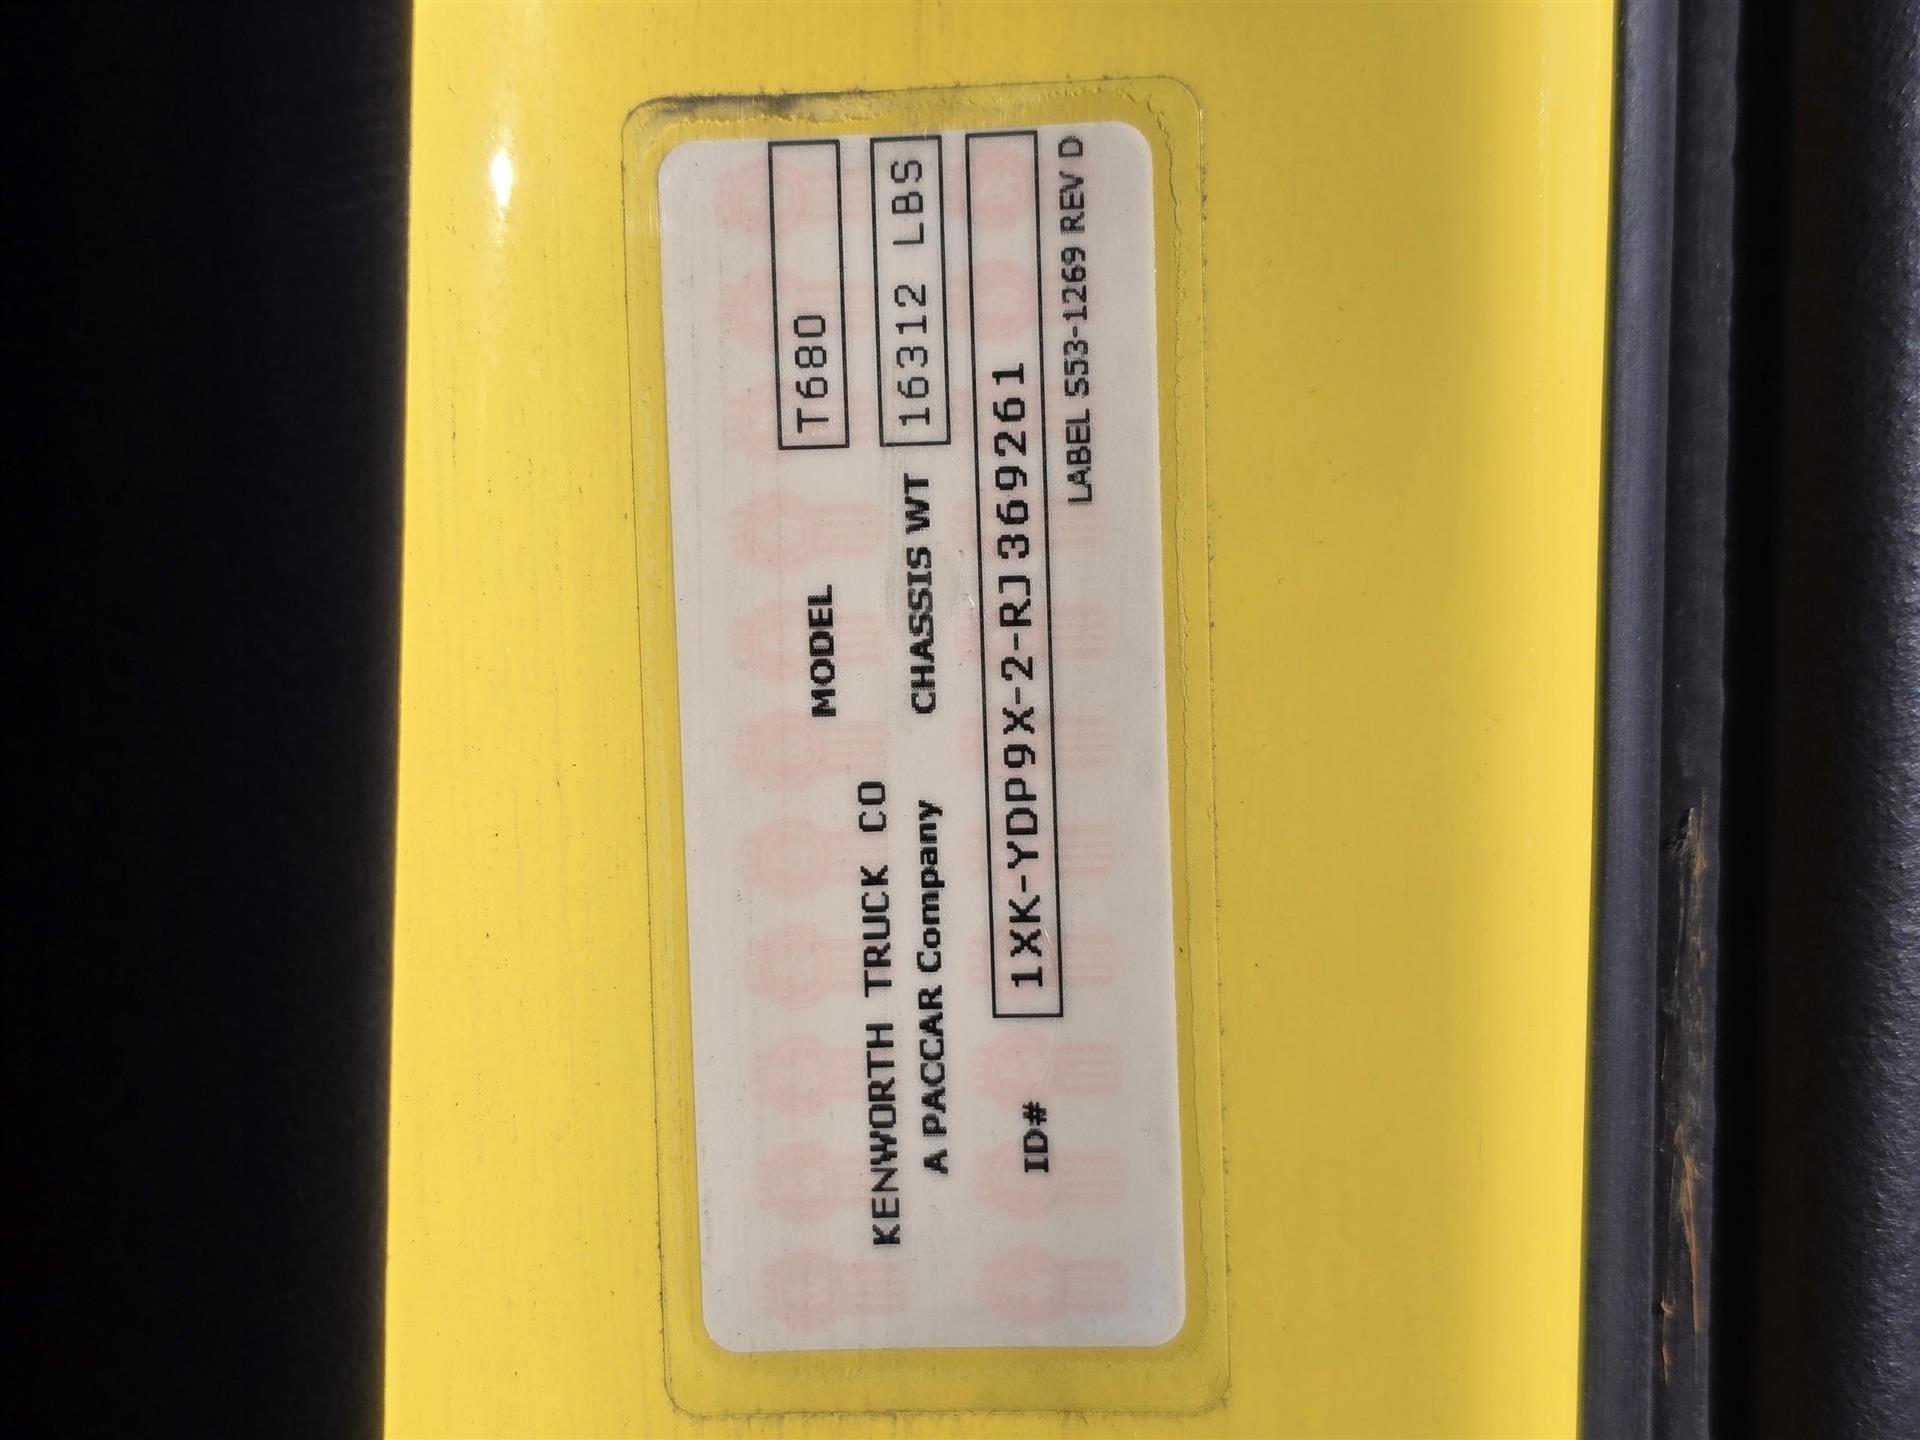 MODEL T680
KENWORTH TRUCK CO
A PACCAR Company CHASSIS WT 16312 LBS
ID# 1XK-YDP9X-2-RJ369261
LABEL S53-1269 REV D